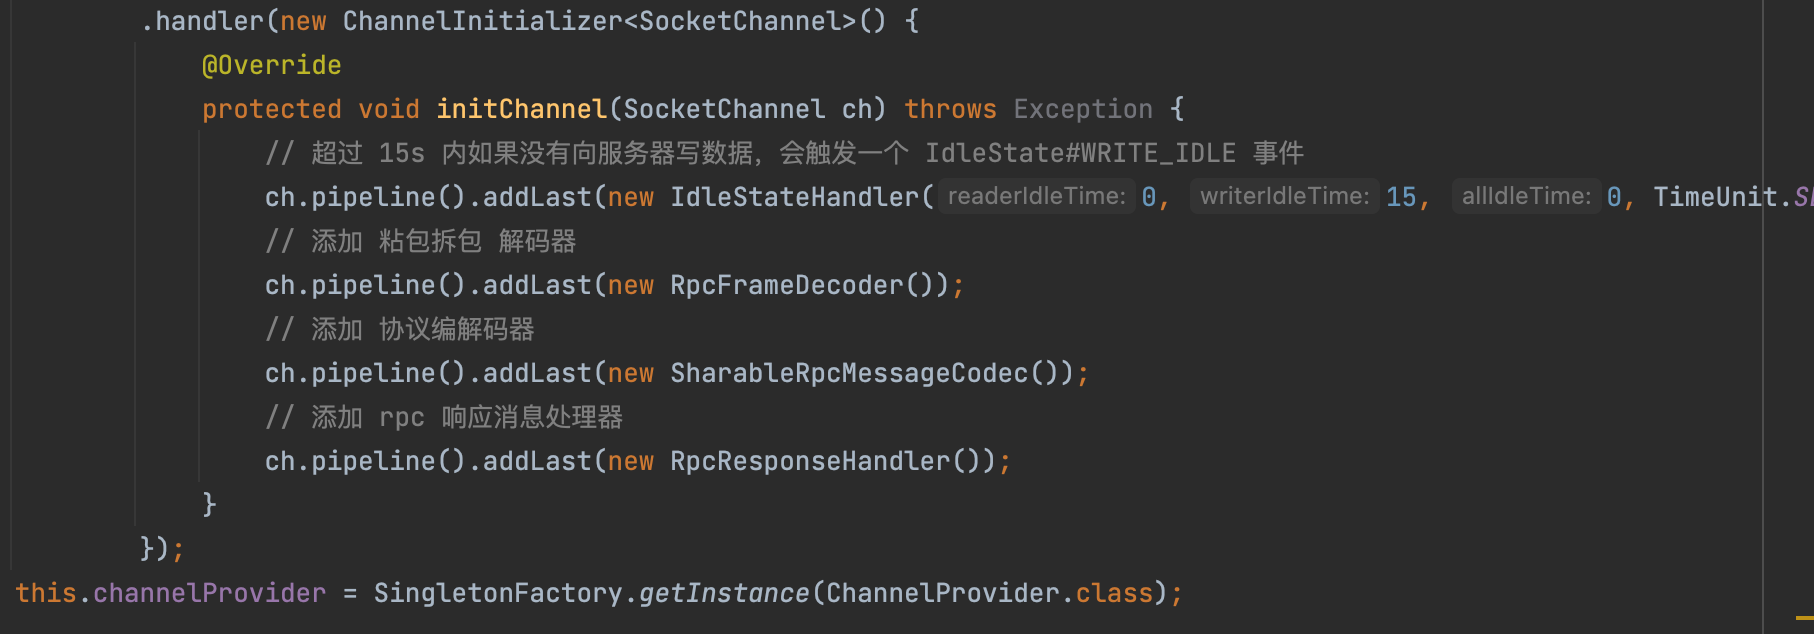 .handler(new ChannelInitializer<SocketChannel>() {
@Override
protected void initChannel(SocketChannel ch) throws Exception {
// 超过 15s 内如果没有向服务器写数据，会触发一个 IdleState#WRITE_IDLE 事件
ch.pipeline().addLast(new IdleStateHandler( readerIdleTime: 0, writerIdleTime: 15, allIdleTime: 0, TimeUnit.
// 添加 粘包拆包 解码器
ch.pipeline().addLast(new RpcFrameDecoder());
// 添加 协议编解码器
ch.pipeline().addLast(new SharableRpcMessageCodec());
// 添加 rpc 响应消息处理器
ch.pipeline().addLast(new RpcResponseHandler());
}
});
this.channelProvider = SingletonFactory.getInstance(ChannelProvider.class);